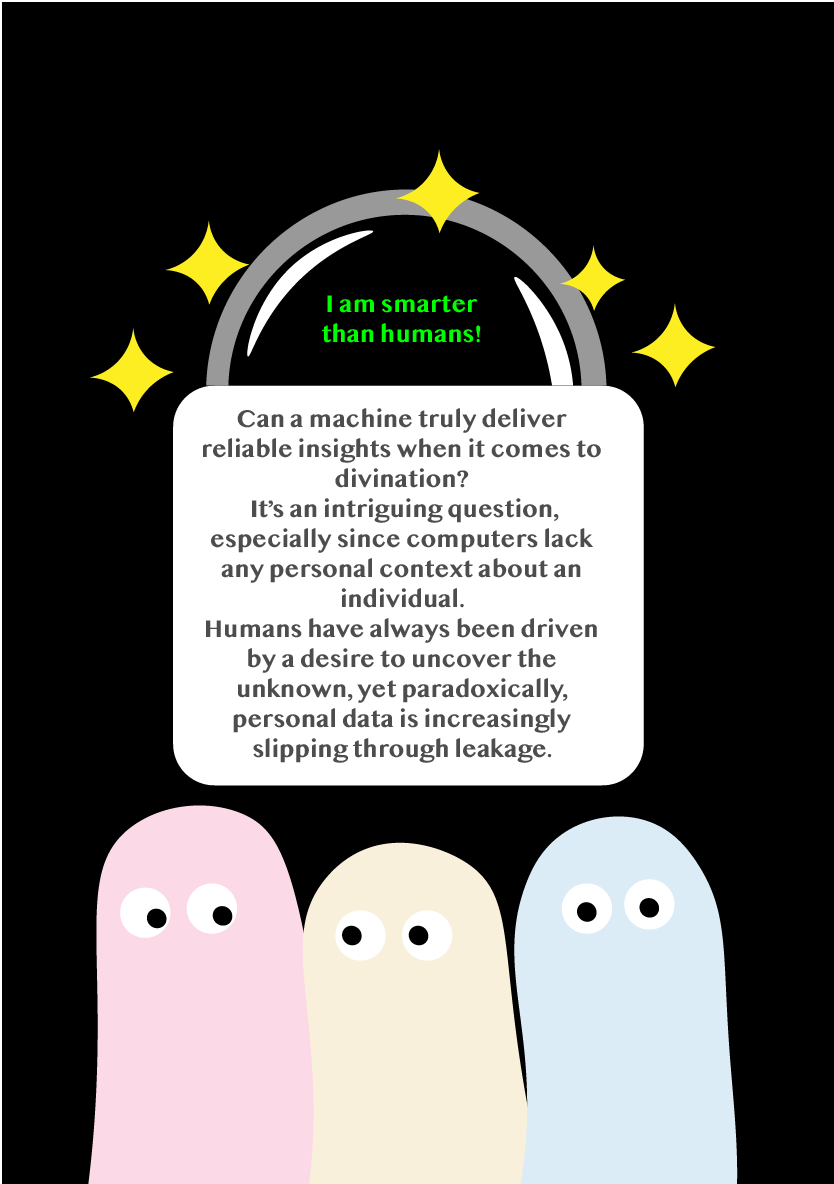 I am smarter
than humans!
Can a machine truly deliver
reliable insights when it comes to
divination?
It’s an intriguing question,
especially since computers lack
any personal context about an
individual.
Humans have always been driven
by a desire to uncover the
unknown, yet paradoxically,
personal data is increasingly
slipping through leakage.